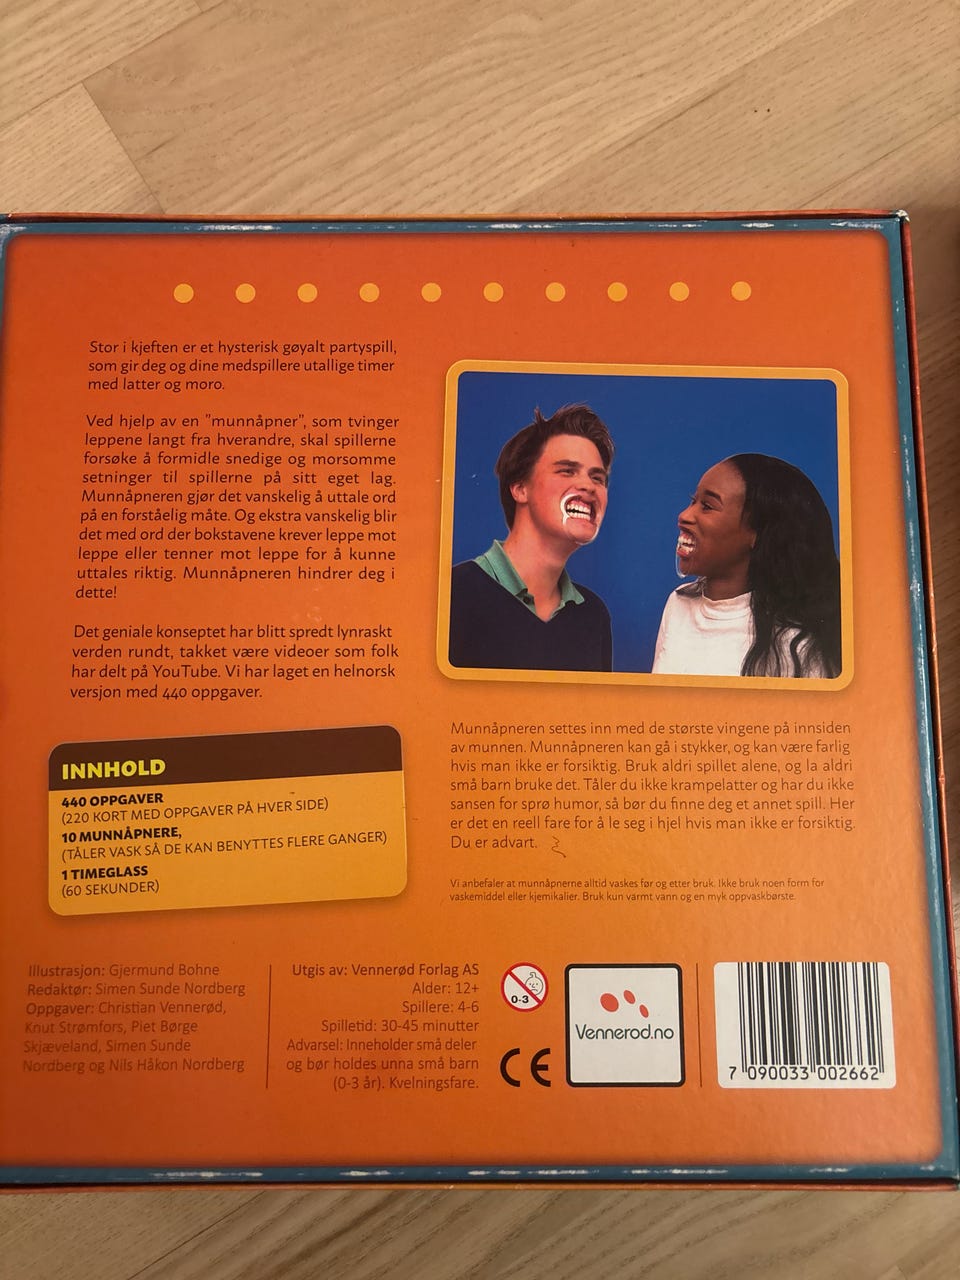 Stor i kjeften er et hysterisk gøyalt partyspill,
som gir deg og dine medspillere utallige timer
med latter og moro.
Ved hjelp av en "munnåpner", som tvinger
leppene langt fra hverandre, skal spillerne
forsøke å formidle snedige og morsomme
setninger til spillerne på sitt eget lag.
Munnåpneren gjør det vanskelig å uttale ord
på en forståelig måte. Og ekstra vanskelig blir
det med ord der bokstavene krever leppe mot
leppe eller tenner mot leppe for å kunne
uttales riktig. Munnåpneren hindrer deg i
dette!
Det geniale konseptet har blitt spredt lynraskt
verden rundt, takket være videoer som folk
har delt på YouTube. Vi har laget en helnorsk
versjon med 440 oppgaver.
INNHOLD
440 OPPGAVER
(220 KORT MED OPPGAVER PÅ HVER SIDE)
10 MUNNÅPNERE,
(TÅLER VASK SÅ DE KAN BENYTTES FLERE GANGER)
1 TIMEGLASS
(60 SEKUNDER)
Munnåpneren settes inn med de største vingene på innsiden
av munnen. Munnåpneren kan gå i stykker, og kan være farlig
hvis man ikke er forsiktig. Bruk aldri spillet alene, og la aldri
små barn bruke det. Tåler du ikke krampelatter og har du ikke
sansen for sprø humor, så bør du finne deg et annet spill. Her
er det en reell fare for å le seg i hjel hvis man ikke er forsiktig.
Du er advart.
Vi anbefaler at munnåpnerne alltid vaskes før og etter bruk. Ikke bruk noen form for
vaskemiddel eller kjemikalier. Bruk kun varmt vann og en myk oppvaskbørste.
Illustrasjon: Gjermund Bohne
Redaktør: Simen Sunde Nordberg
Oppgaver: Christian Vennerød,
Knut Strømfors, Piet Børge
Skjæveland, Simen Sunde
Nordberg og Nils Håkon Nordberg
Utgis av: Vennerød Forlag AS
Alder: 12+
Spillere: 4-6
Spilletid: 30-45 minutter
Advarsel: Inneholder små deler
og bør holdes unna små barn
(0-3 år). Kvelningsfare.
0-3
CE
Vennerod.no
7 090033 002662